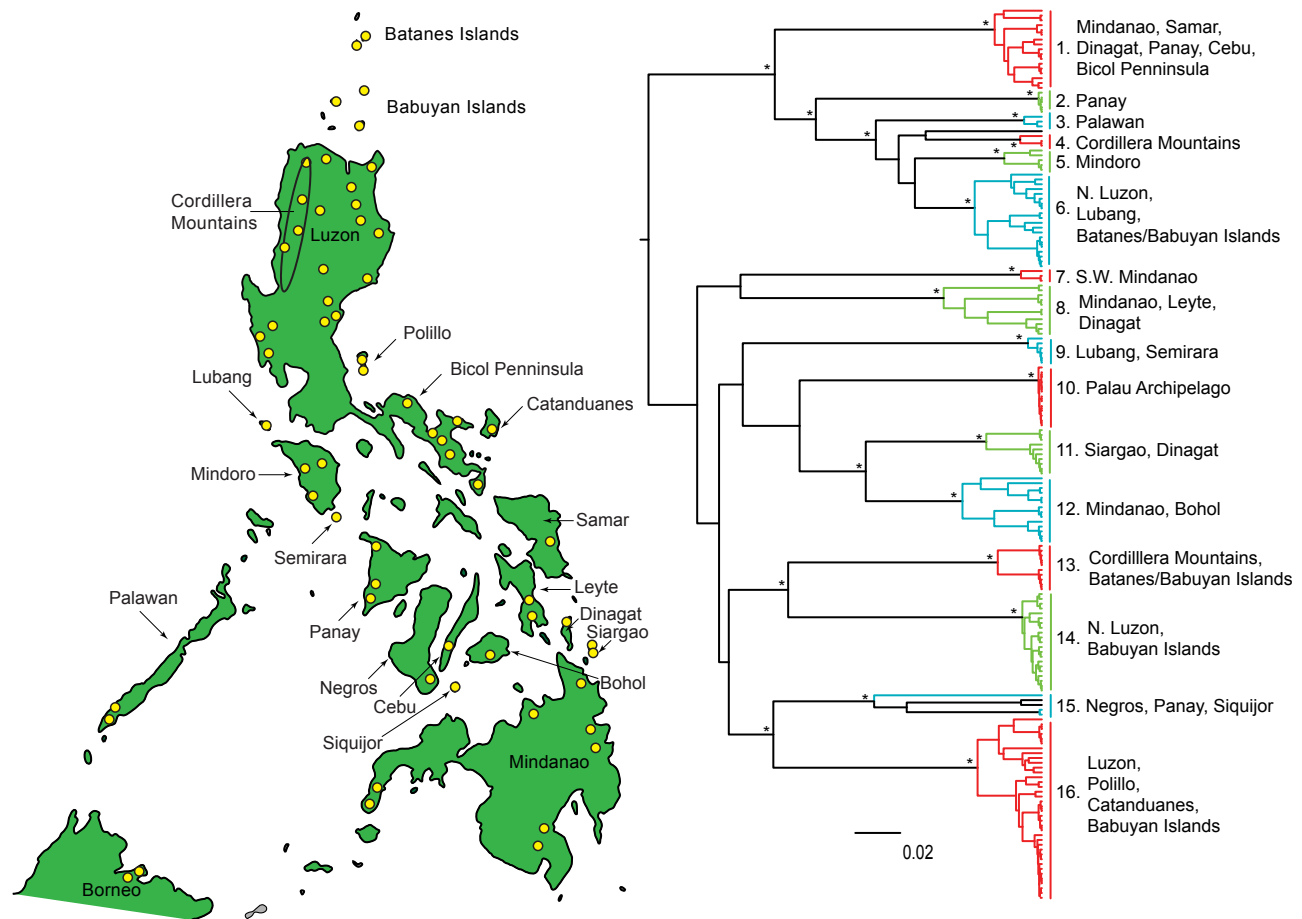 Batanes Islands
Babuyan Islands
Cordillera
Mountains
Luzon
Polillo
Bicol Penninsula
Lubang
Catanduanes
Mindoro
Samar
Semirara
Leyte
Palawan
Dinagat
Panay
Siargao
Negros
Bohol
Cebu
Siquijor
Mindanao
Borneo
* * * * * * * * * * * * * * * * * * * * * *
1. Mindanao, Samar,
Dinagat, Panay, Cebu,
Bicol Penninsula
2. Panay
3. Palawan
4. Cordillera Mountains
5. Mindoro
6. N. Luzon,
Lubang,
Batanes/Babuyan Islands
7. S.W. Mindanao
8. Mindanao, Leyte,
Dinagat
9. Lubang, Semirara
10. Palau Archipelago
11. Siargao, Dinagat
12. Mindanao, Bohol
13. Cordilllera Mountains,
Batanes/Babuyan Islands
14. N. Luzon,
Babuyan Islands
15. Negros, Panay, Siquijor
16. Luzon,
Polillo,
Catanduanes,
Babuyan Islands
0.02